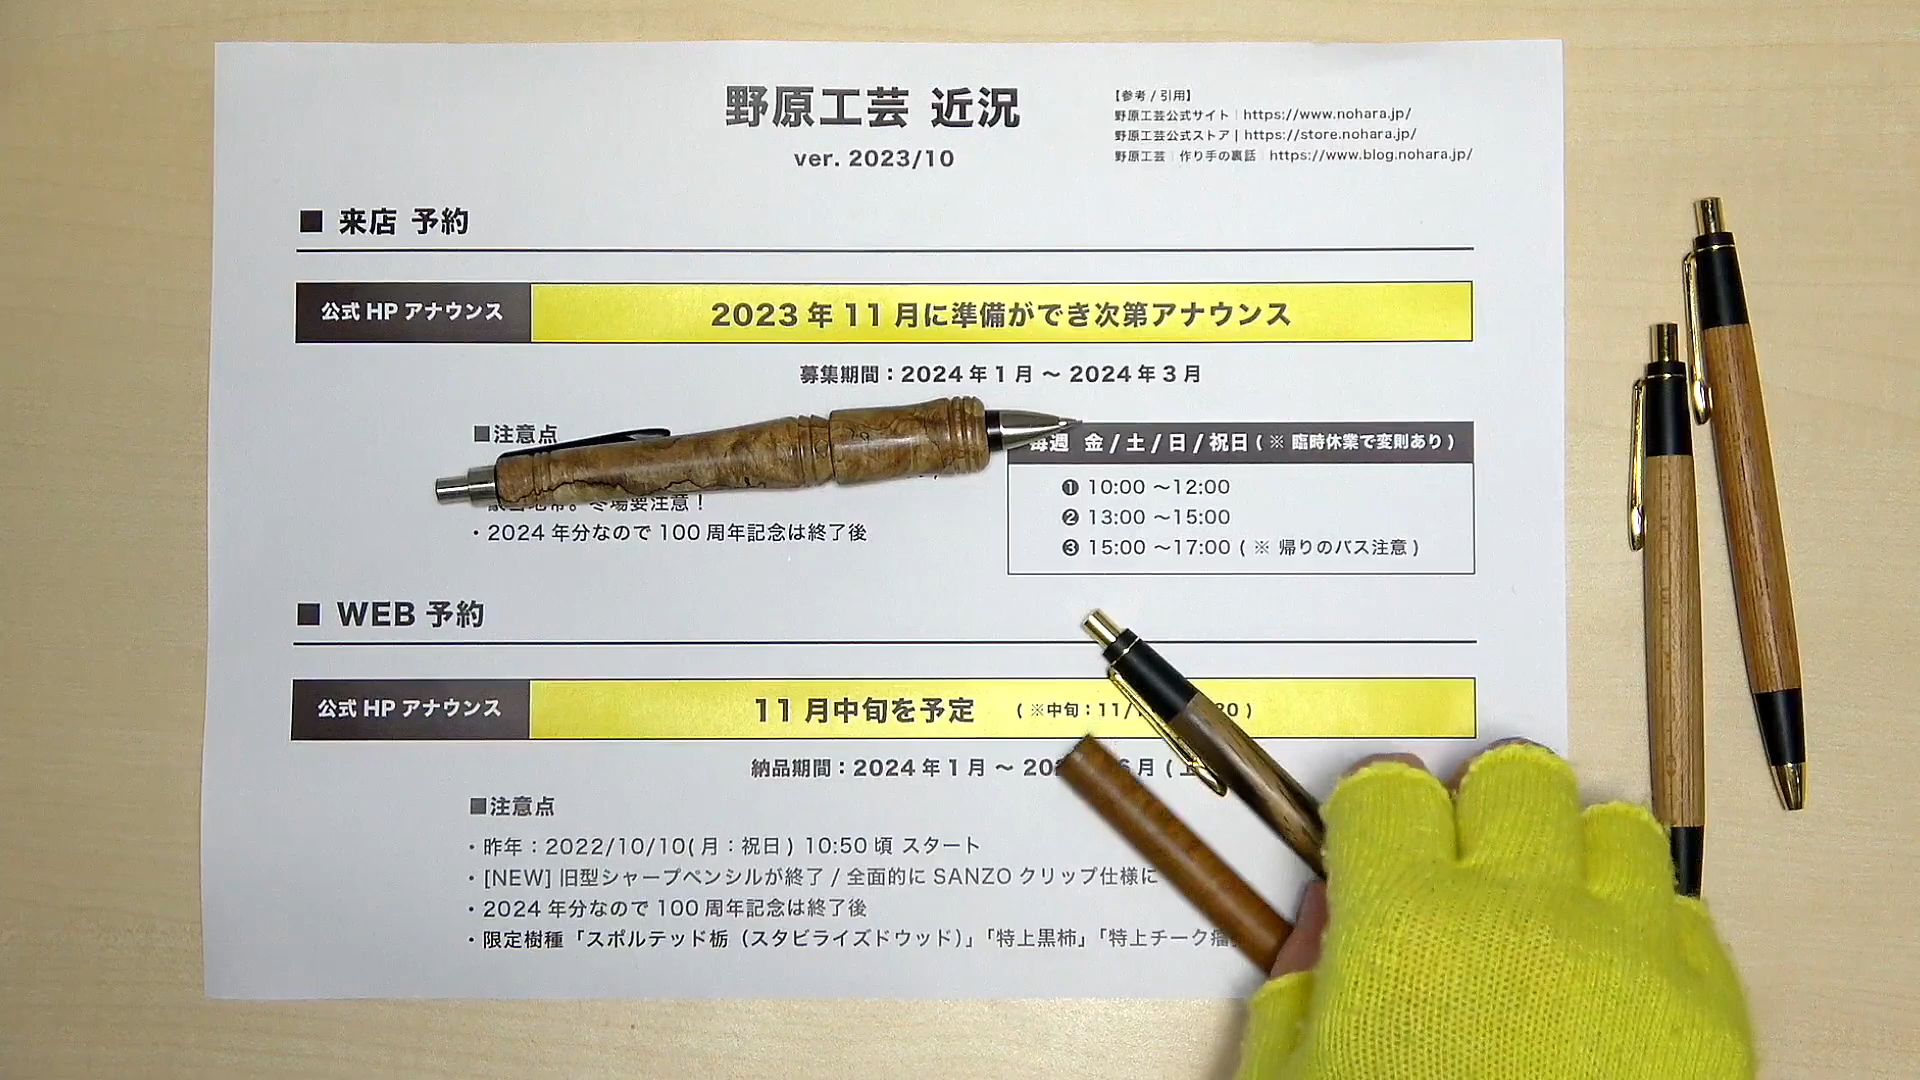 野原工芸 近況
ver. 2023/10
【参考 / 引用】
野原工芸公式サイト | https://www.nohara.jp/
野原工芸公式ストア | https://store.nohara.jp/
野原工芸 | 作り手の裏話 | https://www.blog.nohara.jp/
■ 来店 予約
公式 HP アナウンス
2023 年 11 月に準備ができ次第アナウンス
募集期間：2024 年 1 月 〜 2024 年 3 月
■注意点
冬場要注意！
・2024 年分なので 100 周年記念は終了後
毎週 金 / 土 / 日 / 祝日 ( ※ 臨時休業で変則あり )
❶ 10:00 〜12:00
❷ 13:00 〜15:00
❸ 15:00 〜17:00 ( ※ 帰りのバス注意 )
■ WEB 予約
公式 HP アナウンス
11 月中旬を予定 ( ※中旬：11/
納品期間：2024 年 1 月 〜 6 月
■注意点
・昨年：2022/10/10( 月：祝日 ) 10:50 頃 スタート
・[NEW] 旧型シャープペンシルが終了 / 全面的に SANZO クリップ仕様に
・2024 年分なので 100 周年記念は終了後
・限定樹種「スポルテッド栃（スタビライズドウッド）」「特上黒柿」「特上チーク瘤